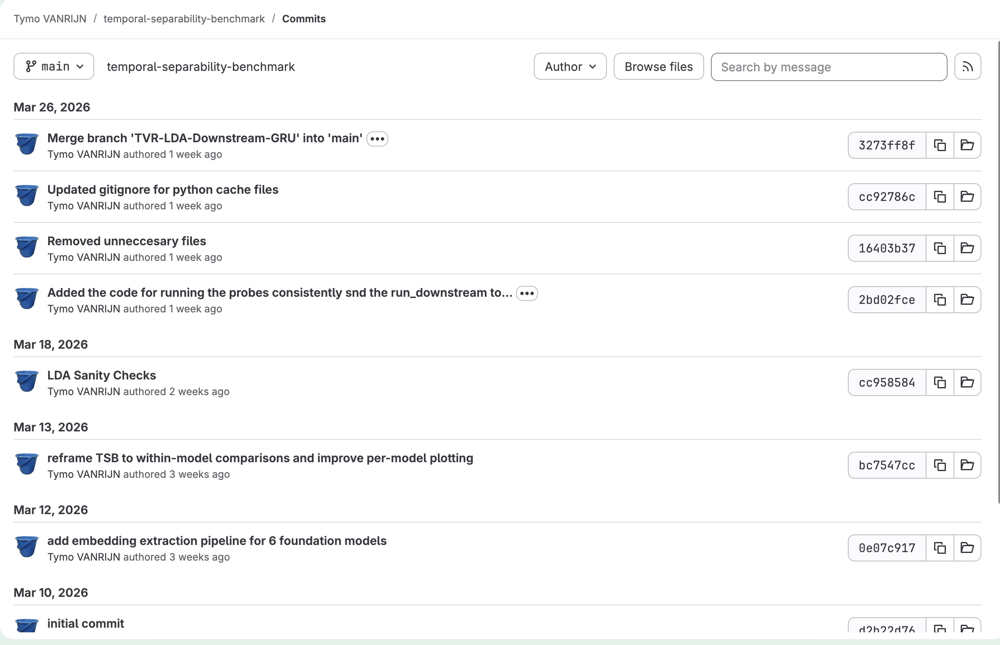 Tymo VANRIJN / temporal-separability-benchmark / Commits
main temporal-separability-benchmark Author Browse files Search by message
Mar 26, 2026
Merge branch 'TVR-LDA-Downstream-GRU' into 'main'
Tymo VANRIJN authored 1 week ago
3273ff8f
Updated gitignore for python cache files
Tymo VANRIJN authored 1 week ago
cc92786c
Removed unneccesary files
Tymo VANRIJN authored 1 week ago
16403b37
Added the code for running the probes consistently snd the run_downstream to...
Tymo VANRIJN authored 1 week ago
2bd02fce
Mar 18, 2026
LDA Sanity Checks
Tymo VANRIJN authored 2 weeks ago
cc958584
Mar 13, 2026
reframe TSB to within-model comparisons and improve per-model plotting
Tymo VANRIJN authored 3 weeks ago
bc7547cc
Mar 12, 2026
add embedding extraction pipeline for 6 foundation models
Tymo VANRIJN authored 3 weeks ago
0e07c917
Mar 10, 2026
initial commit
d2b22d76